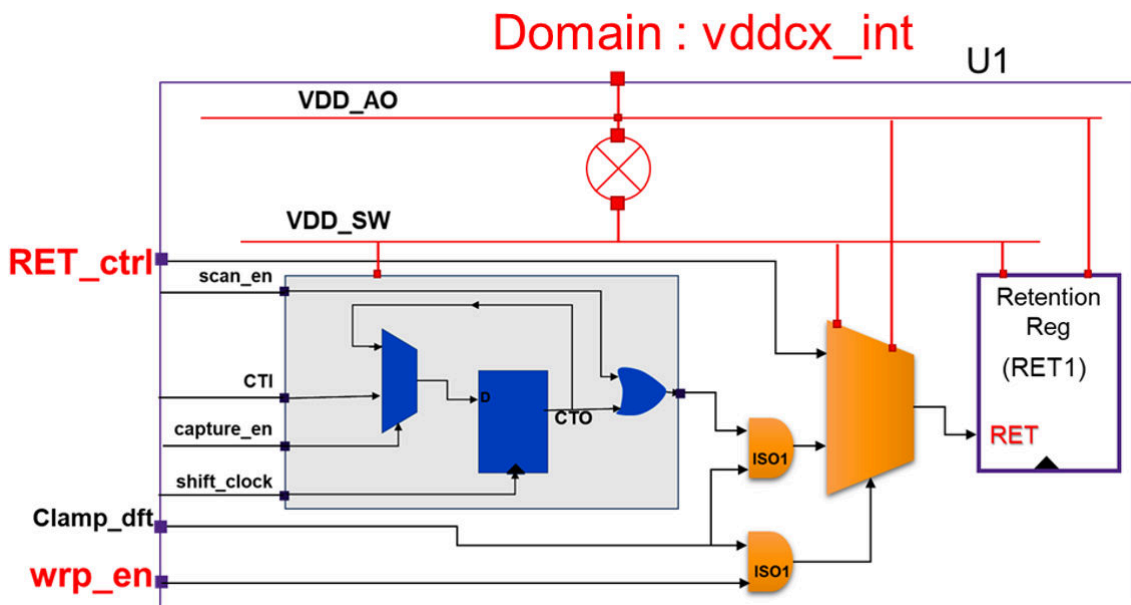 Domain : vddcx_int
U1
VDD_AO
VDD_SW
RET_ctrl
scan_en
Retention
Reg
(RET1)
CTI
D
CTO
capture_en
RET
ISO1
shift_clock
Clamp_dft
ISO1
wrp_en